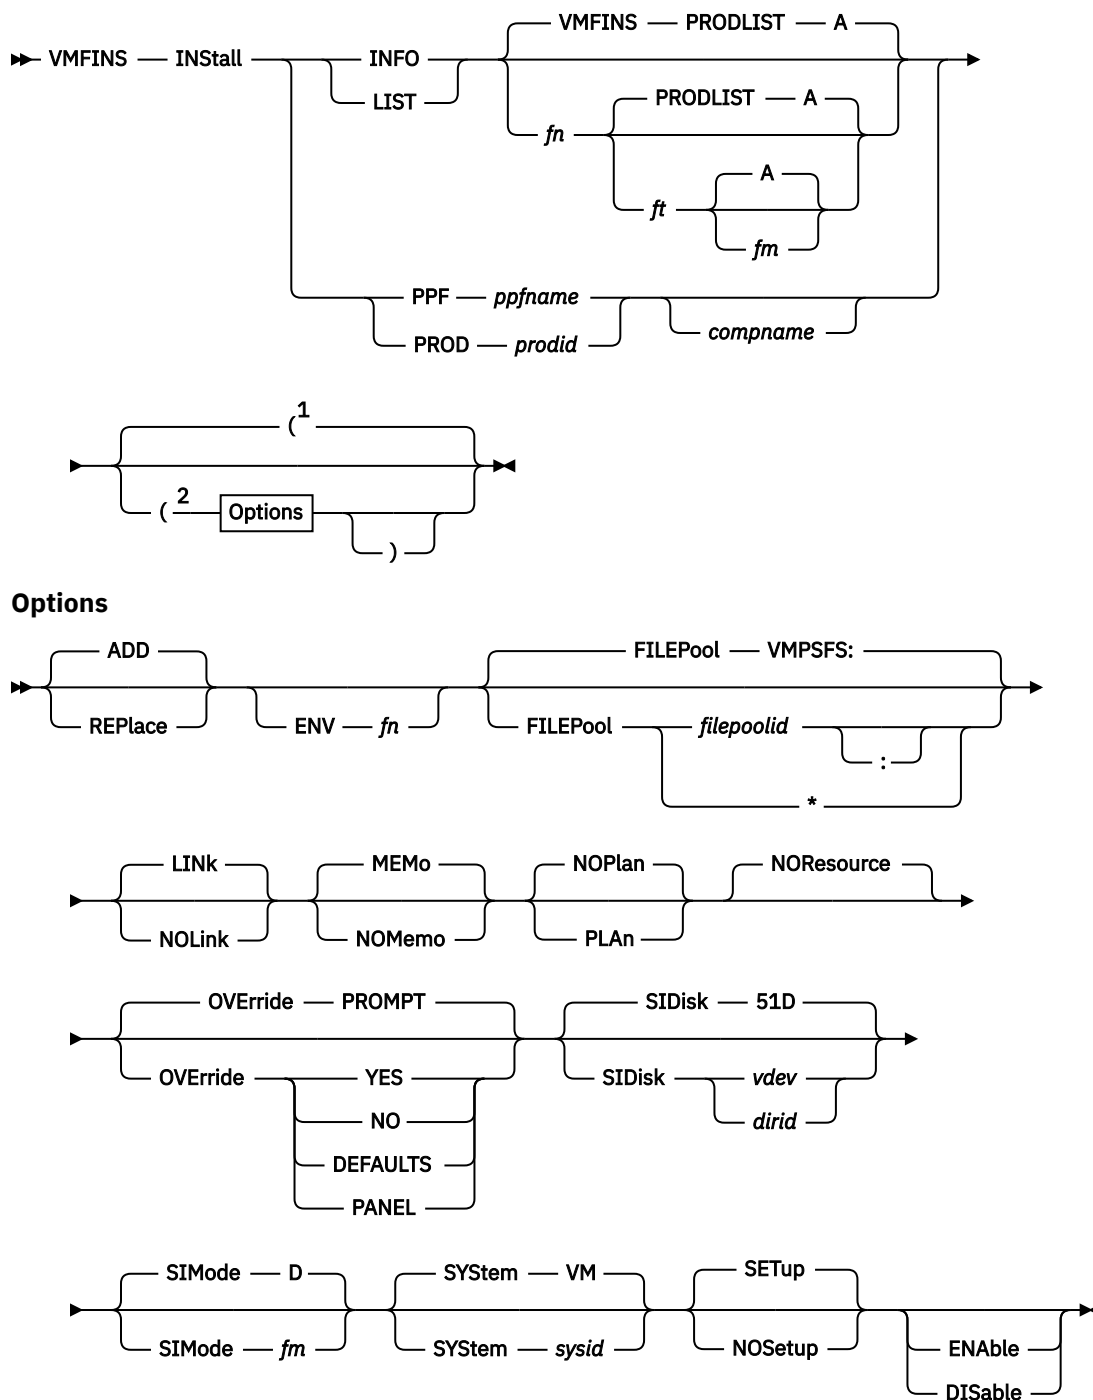 VMFINS PRODLIST A
VMFINS INStall INFO
LIST
PRODLIST A
fn
A
ft
fm
PPF ppfname
PROD prodid
compname
( 1
( 2 Options
)
Options
ADD
REPlace
ENV fn
FILEPool VMPSFS:
FILEPool filepoolid
:
*
LINk MEMo NOPlan NOResource
NOLink NOMemo PLAn
OVErride PROMPT SIDisk 51D
OVErride YES SIDisk vdev
NO dirid
DEFAULTS
PANEL
SIMode D SYStem VM SETup
SIMode fm SYStem sysid NOSetup ENAble
DISable